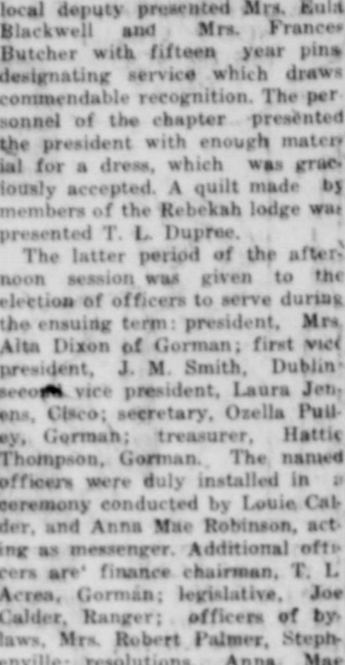 local deputy presented Mrs. Eula
Blackwell and Mrs. Frances
Butcher with fifteen year pins
designating service which draws
commendable recognition. The per
sonnel of the chapter presented
the president with enough mater-
ial for a dress, which was grac-
iously accepted. A quilt made by
members of the Rebekah lodge was
presented T. L. Dupree.
The latter period of the after-
noon session was given to the
election of officers to serve during
the ensuing term: president, Mrs.
Alta Dixon of Gorman; first vice
president, J. M. Smith, Dublin
second vice president, Laura Jen-
ens, Cisco; secretary, Ozella Pull-
ey, Gorman; treasurer, Hattie
Thompson, Gorman. The named
officers were duly installed in a
ceremony conducted by Louie Cal-
der, and Anna Mae Robinson, act-
ing as messenger. Additional offi-
cers are' finance chairman, T. L
Acrea, Gorman; legislative, Joe
Calder, Ranger; officers of by-
laws, Mrs. Robert Palmer, Steph-
enville; resolutions, Anna Mae